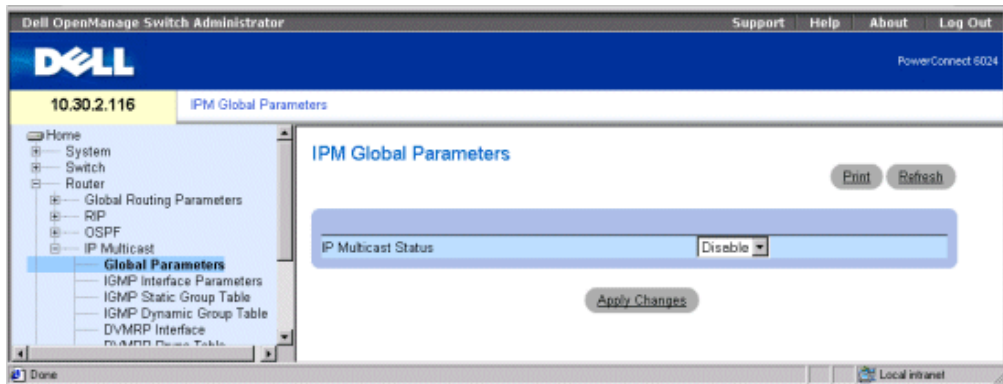 Dell OpenManage Switch Administrator
Support Help About Log Out
DELL
PowerConnect 6024
10.30.2.116
IPM Global Parameters
Home
System
Switch
Router
Global Routing Parameters
RIP
OSPF
IP Multicast
Global Parameters
IGMP Interface Parameters
IGMP Static Group Table
IGMP Dynamic Group Table
DVMRP Interface
DVMRP Prune Table
IPM Global Parameters
Print Refresh
IP Multicast Status Disable
Apply Changes
Done
Local intranet